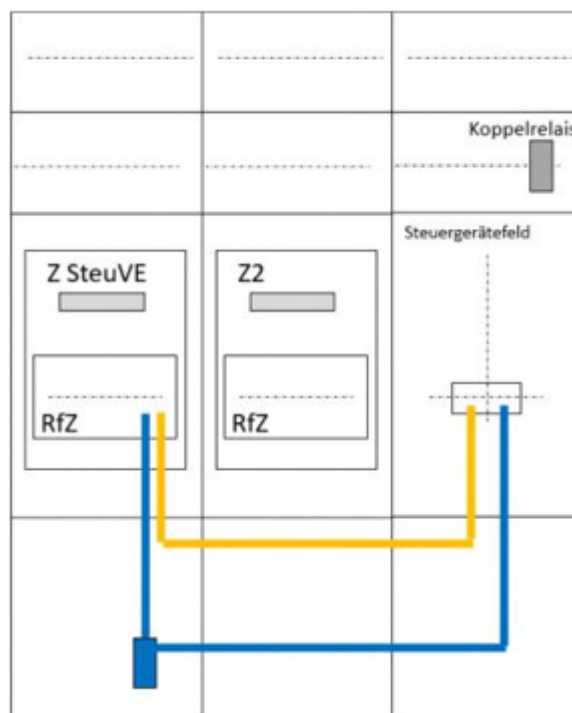 Koppelrelais
Steuergerätefeld
Z SteuVE
Z2
RfZ
RfZ